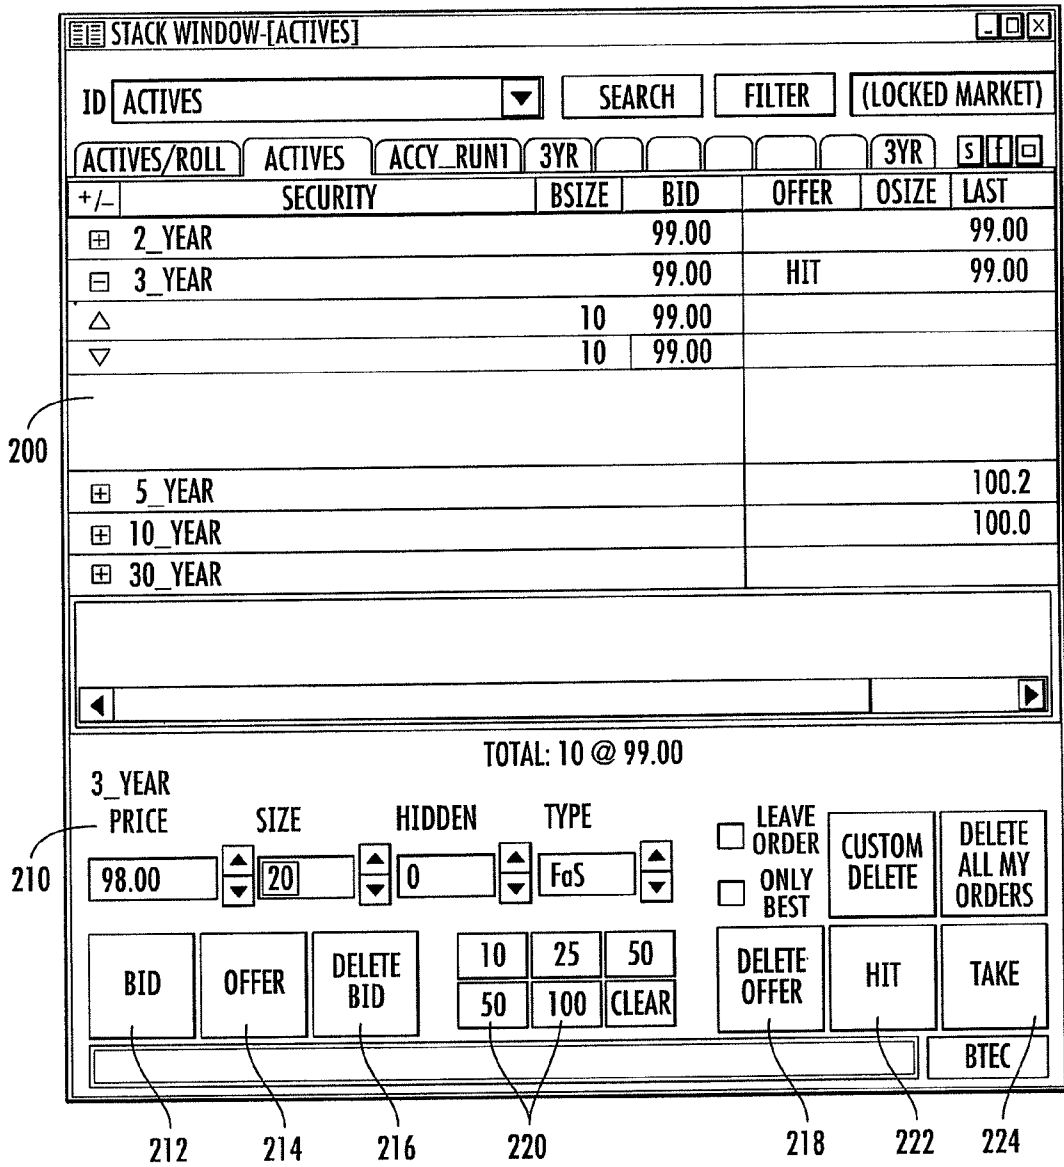 STACK WINDOW-[ACTIVES]
ID ACTIVES SEARCH FILTER (LOCKED MARKET)
ACTIVES/ROLL ACTIVES ACCY_RUN1 3YR 3YR s f
+/- SECURITY BSIZE BID OFFER OSIZE LAST
2_YEAR 99.00 99.00
3_YEAR 99.00 HIT 99.00
10 99.00
10 99.00
200
5_YEAR 100.2
10_YEAR 100.0
30_YEAR
TOTAL: 10 @ 99.00
3_YEAR
PRICE SIZE HIDDEN TYPE
210
98.00 20 0 FaS
LEAVE ORDER
ONLY BEST
CUSTOM DELETE
DELETE ALL MY ORDERS
BID OFFER DELETE BID
10 25 50
50 100 CLEAR
DELETE OFFER HIT TAKE
BTEC
212 214 216 220 218 222 224